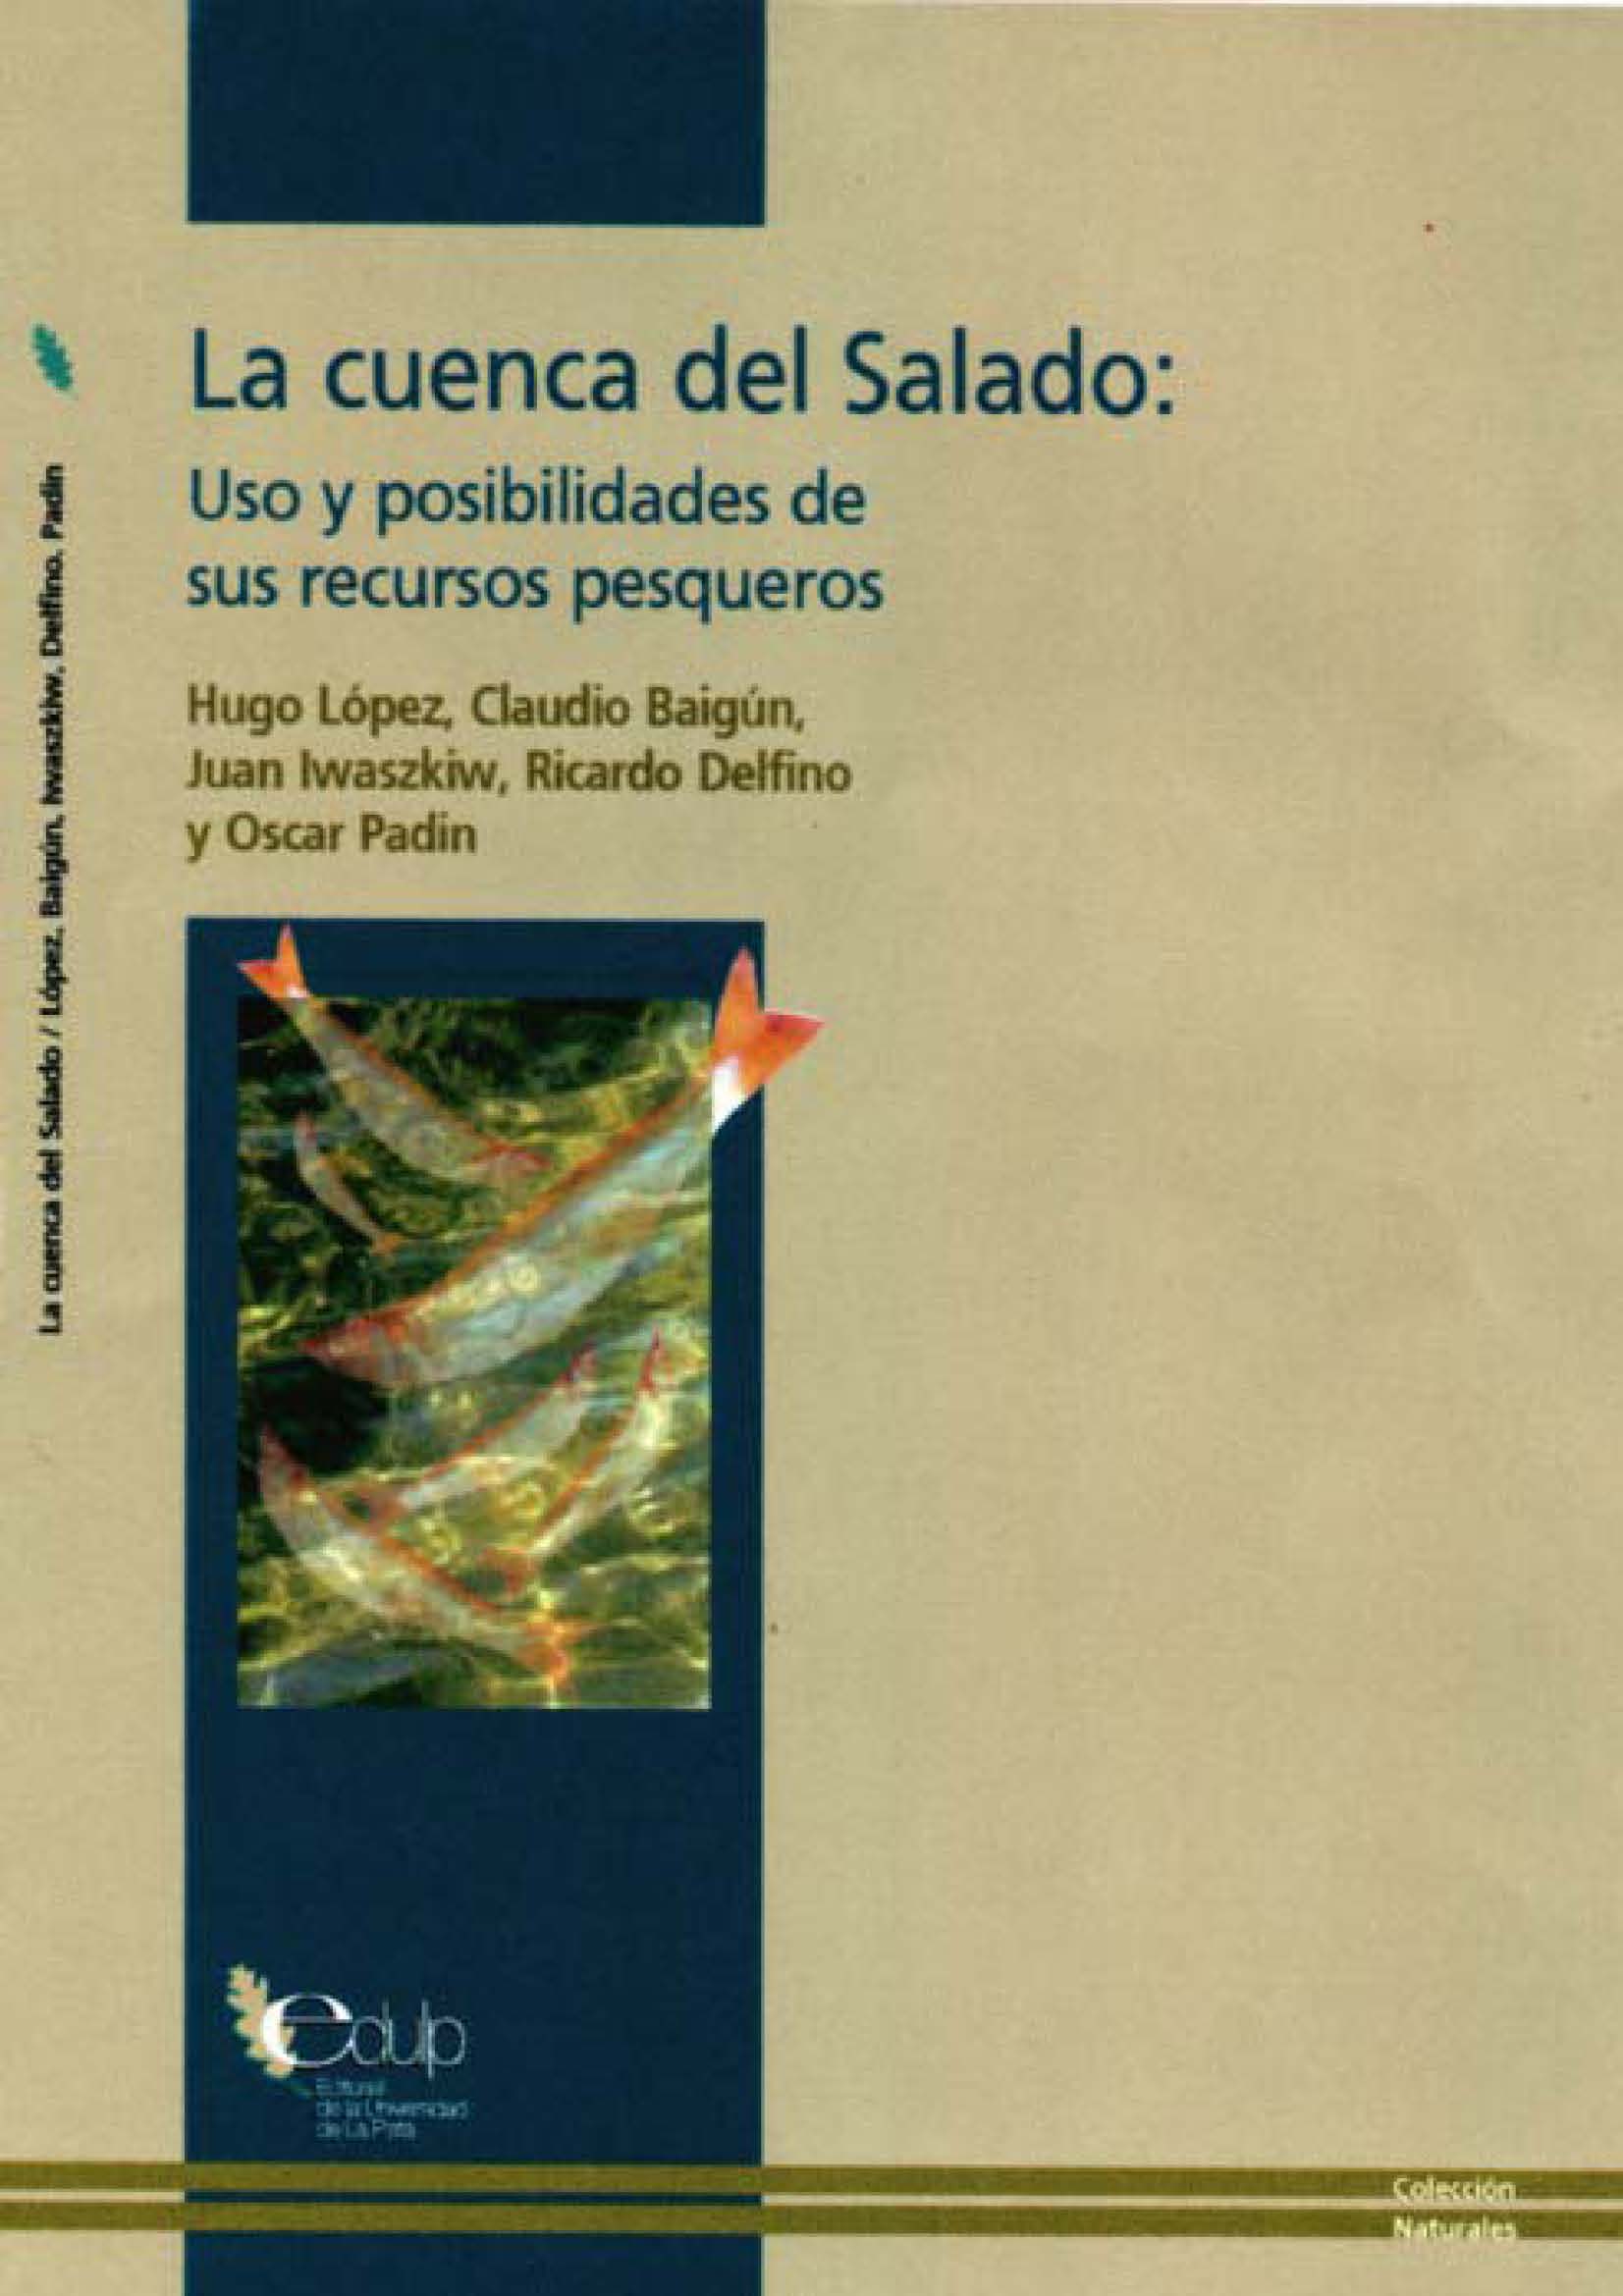 La cuenca del Salado:
Uso y posibilidades de
sus recursos pesqueros
Hugo López, Claudio Baigún,
Juan Iwaszkiw, Ricardo Delfino
y Oscar Padin
La cuenca del Salado / López, Baigún, Iwaszkiw, Delfino, Padin
edulp
Editorial
de la Universidad
de La Plata
Colección
Naturales